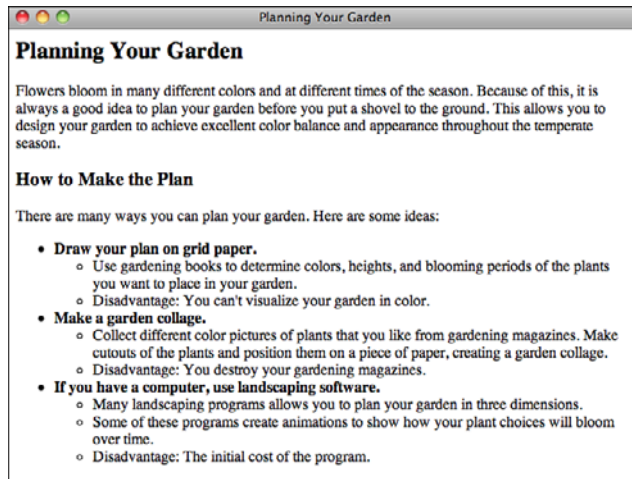 Planning Your Garden
Planning Your Garden
Flowers bloom in many different colors and at different times of the season. Because of this, it is
always a good idea to plan your garden before you put a shovel to the ground. This allows you to
design your garden to achieve excellent color balance and appearance throughout the temperate
season.
How to Make the Plan
There are many ways you can plan your garden. Here are some ideas:
• Draw your plan on grid paper.
◦ Use gardening books to determine colors, heights, and blooming periods of the plants
you want to place in your garden.
◦ Disadvantage: You can't visualize your garden in color.
• Make a garden collage.
◦ Collect different color pictures of plants that you like from gardening magazines. Make
cutouts of the plants and position them on a piece of paper, creating a garden collage.
◦ Disadvantage: You destroy your gardening magazines.
• If you have a computer, use landscaping software.
◦ Many landscaping programs allows you to plan your garden in three dimensions.
◦ Some of these programs create animations to show how your plant choices will bloom
over time.
◦ Disadvantage: The initial cost of the program.